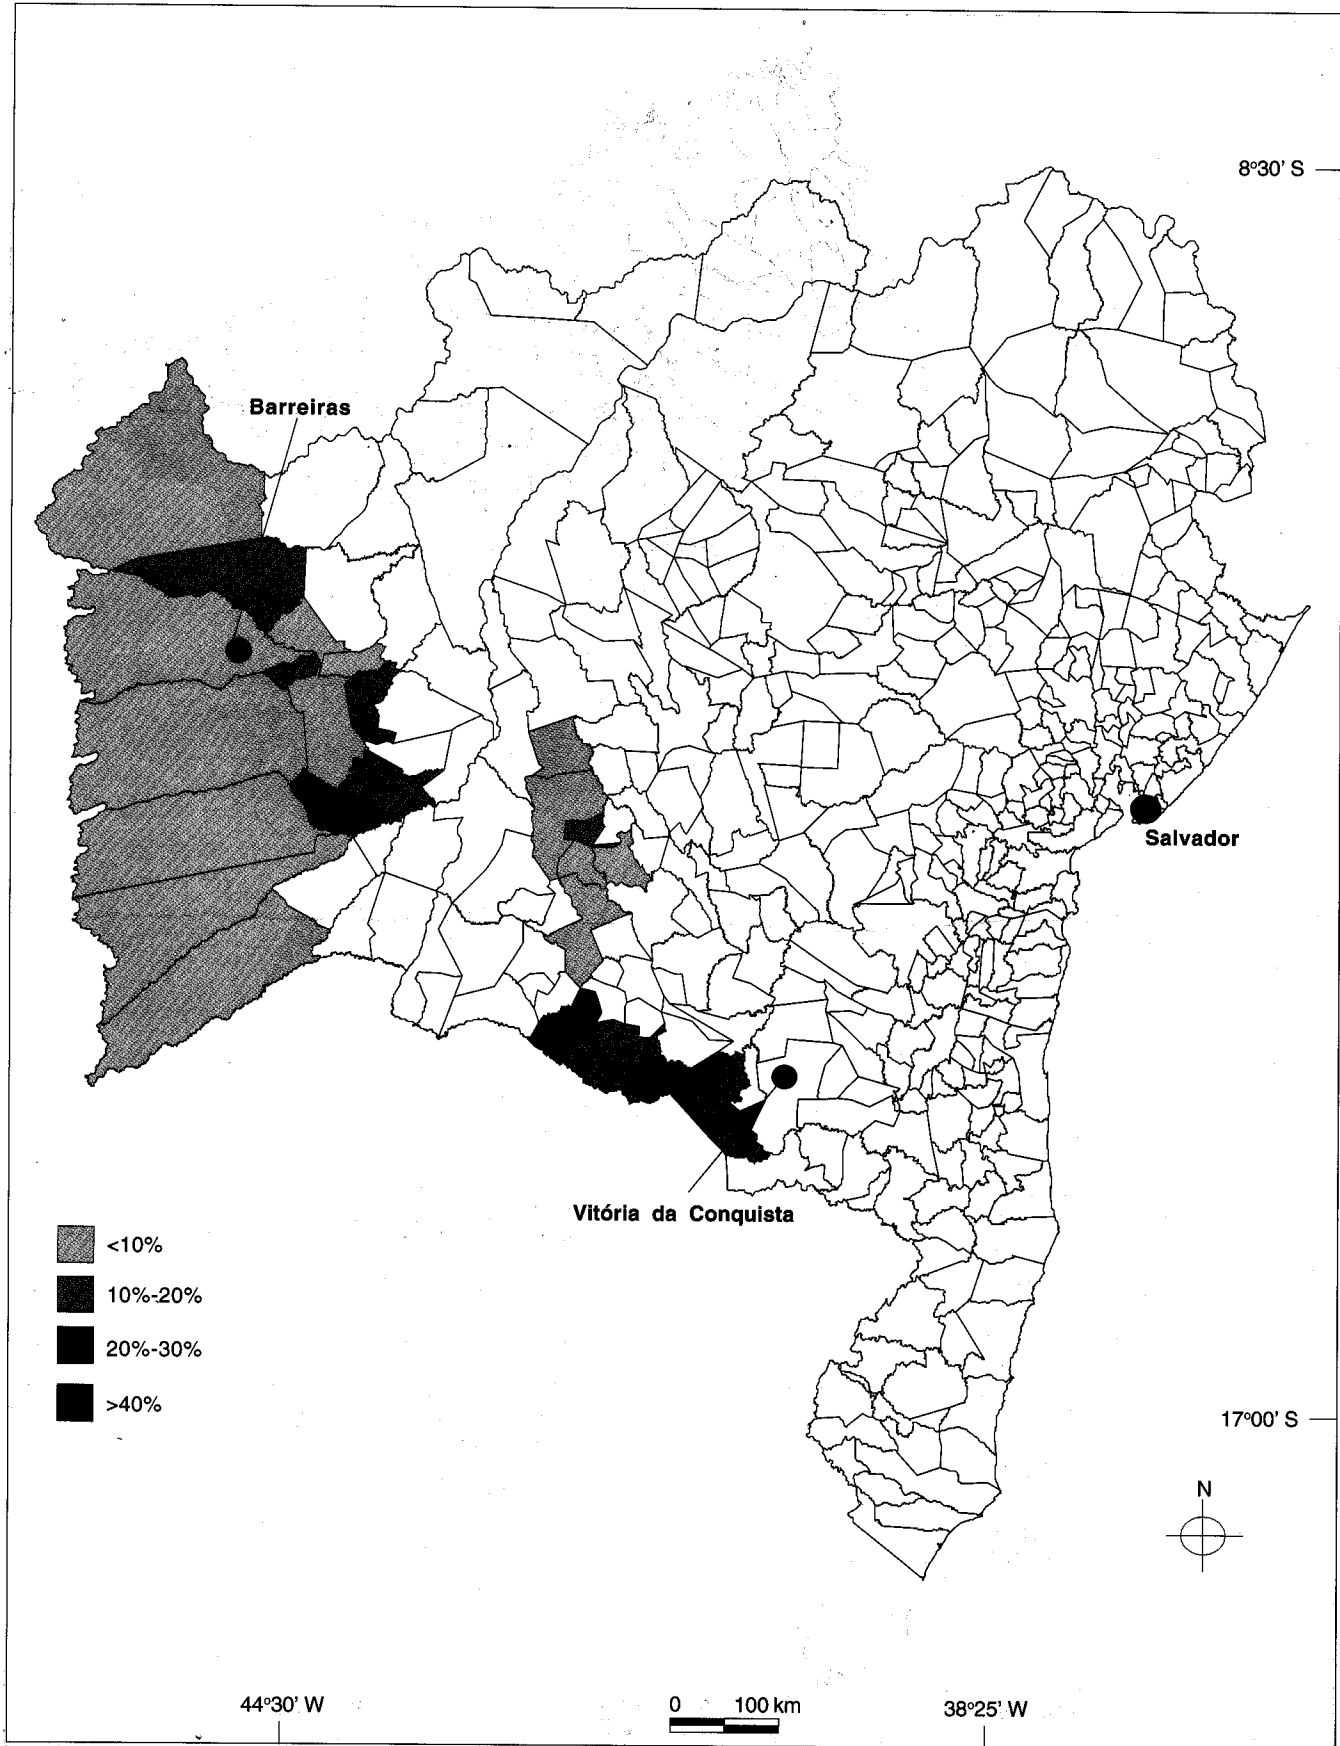 8°30' S
Barreiras
Salvador
Vitória da Conquista
<10%
10%-20%
20%-30%
>40%
17°00' S
N
44°30' W
0 100 km
38°25' W